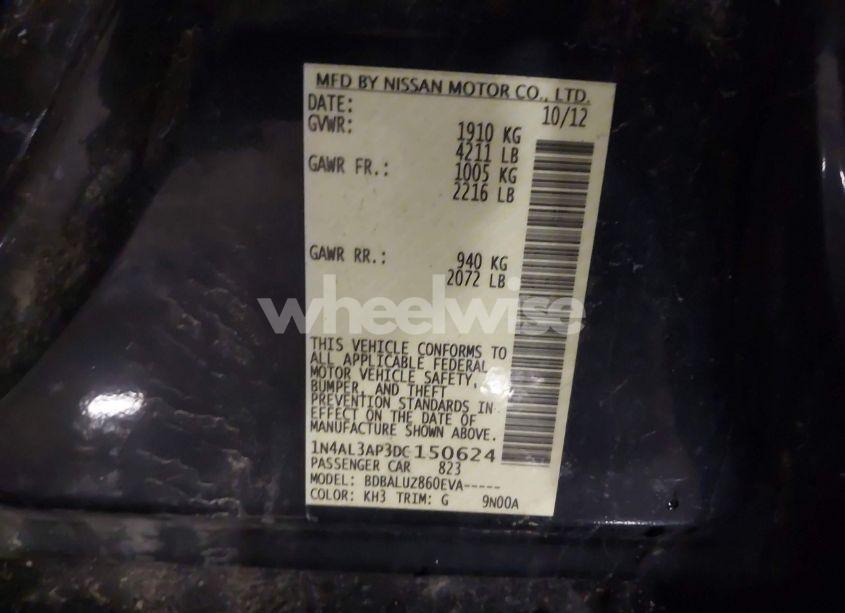 MFD BY NISSAN MOTOR CO., LTD.
DATE: 10/12
GVWR: 1910 KG
4211 LB
GAWR FR.: 1005 KG
2216 LB
GAWR RR.: 940 KG
2072 LB
wheelwise
THIS VEHICLE CONFORMS TO
ALL APPLICABLE FEDERAL
MOTOR VEHICLE SAFETY,
BUMPER, AND THEFT
PREVENTION STANDARDS IN
EFFECT ON THE DATE OF
MANUFACTURE SHOWN ABOVE.
1N4AL3AP3DC150624
PASSENGER CAR 823
MODEL: BDBALUZ860EVA-----
COLOR: KH3 TRIM: G 9N00A